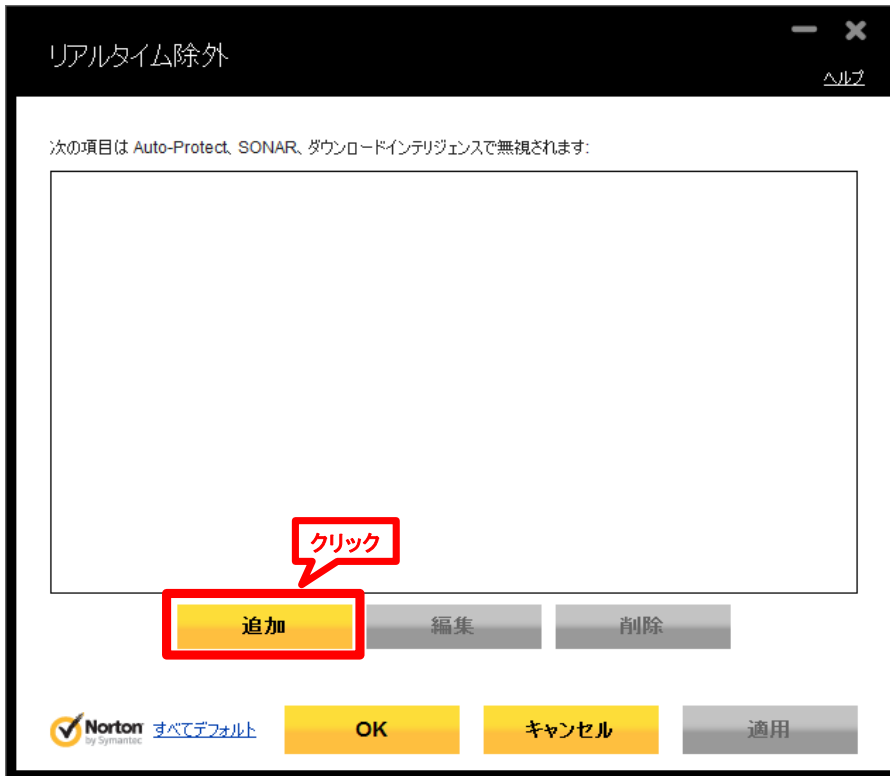 リアルタイム除外
ヘルプ
次の項目は Auto-Protect、SONAR、ダウンロードインテリジェンスで無視されます:
クリック
追加 編集 削除
Norton by Symantec すべてデフォルト OK キャンセル 適用